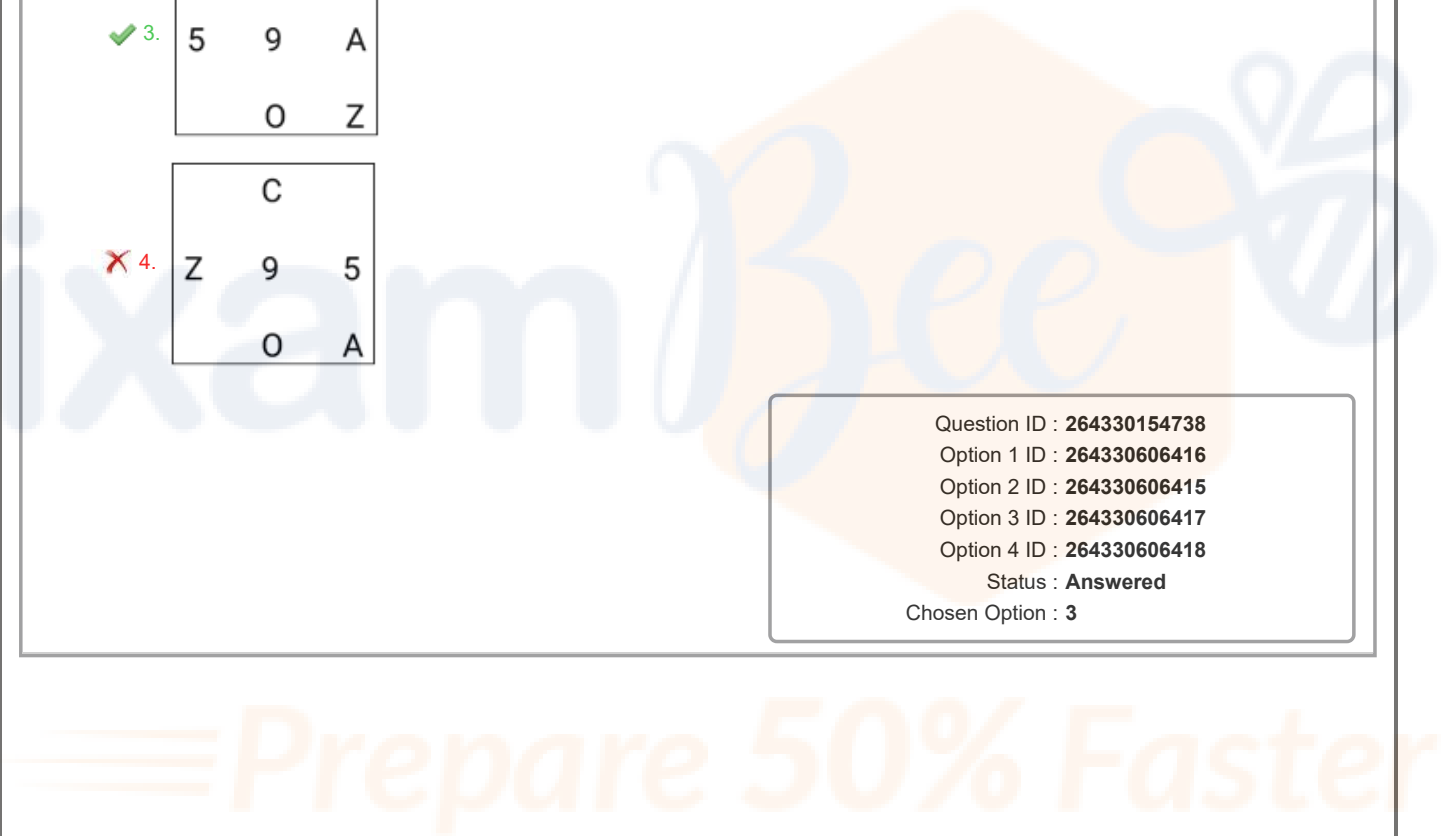 3.
5 9 A
O Z
C
4.
Z 9 5
O A
Question ID : 264330154738
Option 1 ID : 264330606416
Option 2 ID : 264330606415
Option 3 ID : 264330606417
Option 4 ID : 264330606418
Status : Answered
Chosen Option : 3
ixamBee
Prepare 50% Faster